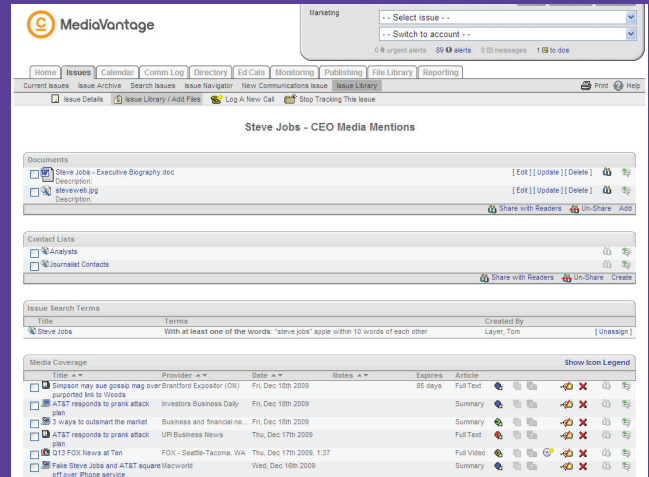 MediaVantage
Marketing
- - Select issue - -
- - Switch to account - -
0 urgent alerts 89 alerts 0 messages 1 to dos
Home Issues Calendar Comm Log Directory Ed Cals Monitoring Publishing File Library Reporting
Current Issues Issue Archive Search Issues Issue Navigator New Communications Issue Issue Library Print Help
Issue Details Issue Library / Add Files Log A New Call Stop Tracking This Issue
Steve Jobs - CEO Media Mentions
Documents
Steve Jobs - Executive Biography.doc [ Edit ] [ Update ] [ Delete ]
Description:
steveweb.jpg [ Edit ] [ Update ] [ Delete ]
Description:
Share with Readers Un-Share Add
Contact Lists
Analysts
Journalist Contacts
Share with Readers Un-Share Create
Issue Search Terms
Title Terms Created By
Steve Jobs With at least one of the words: "steve jobs" apple within 10 words of each other Layer, Tom [ Unassign ]
Media Coverage Show Icon Legend
Title Provider Date Notes Expires Article
Simpson may sue gossip mag over Brantford Expositor (ON) Fri, Dec 18th 2009 85 days Full Text
purported link to Woods
AT&T responds to prank attack Investors Business Daily Fri, Dec 18th 2009 Summary
plan
3 ways to outsmart the market Business and financial ne... Fri, Dec 18th 2009 Summary
AT&T responds to prank attack UPI Business News Thu, Dec 17th 2009 Full Text
plan
Q13 FOX News at Ten FOX - Seattle-Tacoma, WA Thu, Dec 17th 2009, 1:37 Full Video
Fake Steve Jobs and AT&T square Macworld Wed, Dec 16th 2009 Summary
off over iPhone service